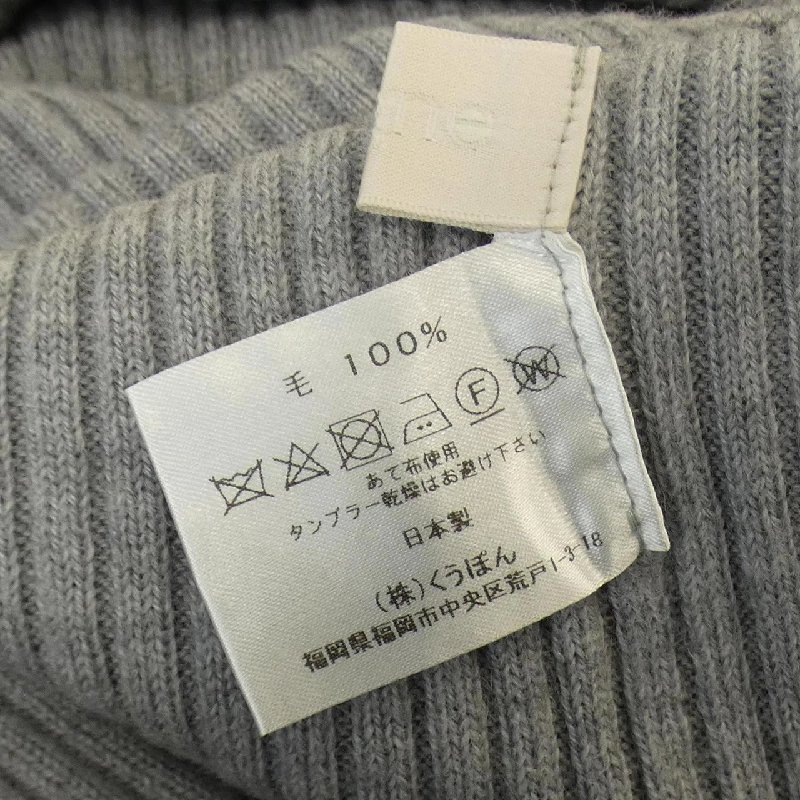 毛 100%
F W
あて布使用
タンブラー乾燥はお避け下さい
日本製
(株)くうぽん
福岡県福岡市中央区荒戸1-3-18